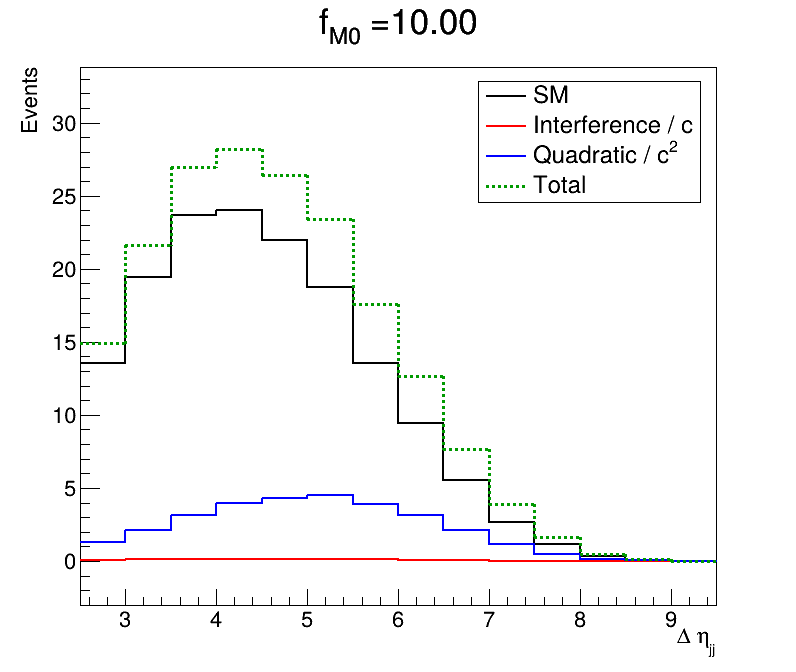 f_M0 =10.00
Events
SM
Interference / c
Quadratic / c²
Total
30
25
20
15
10
5
0
3 4 5 6 7 8 9
Δ η_jj